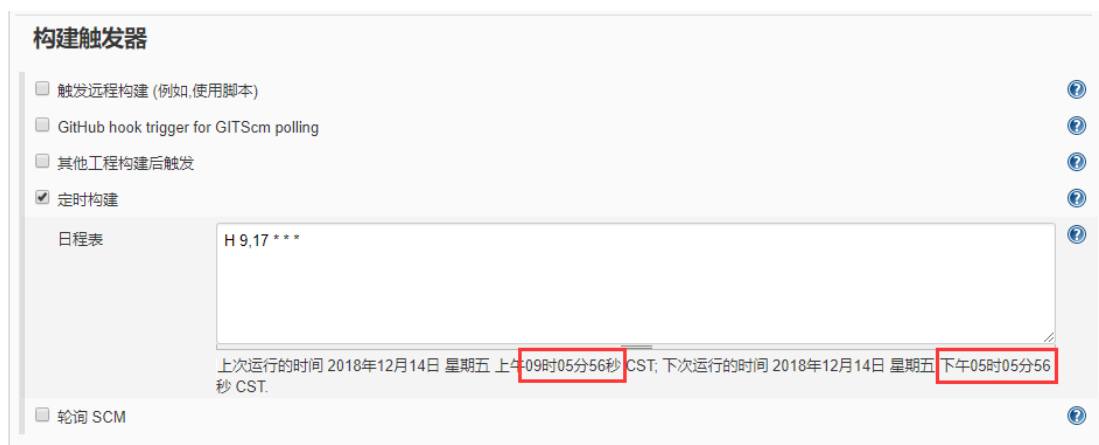 构建触发器
触发远程构建 (例如,使用脚本)
GitHub hook trigger for GITScm polling
其他工程构建后触发
定时构建
日程表
H 9,17 * * *
上次运行的时间 2018年12月14日 星期五 上午09时05分56秒 CST; 下次运行的时间 2018年12月14日 星期五 下午05时05分56
秒 CST.
轮询 SCM